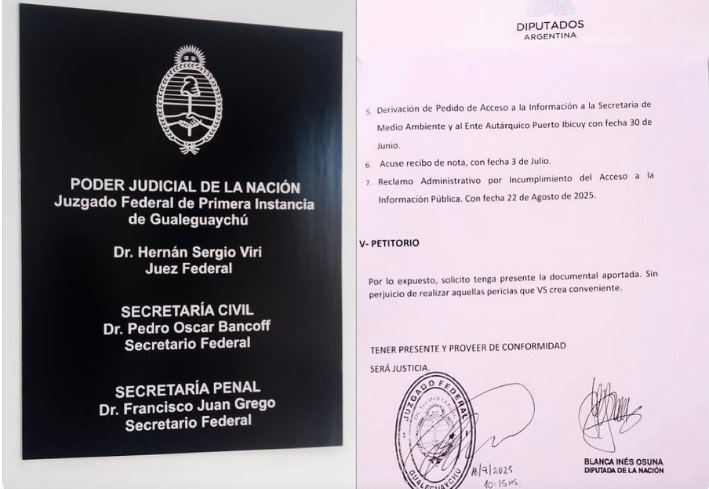 PODER JUDICIAL DE LA NACIÓN
Juzgado Federal de Primera Instancia
de Gualeguaychú
Dr. Hernán Sergio Viri
Juez Federal
SECRETARÍA CIVIL
Dr. Pedro Oscar Bancoff
Secretario Federal
SECRETARÍA PENAL
Dr. Francisco Juan Grego
Secretario Federal
DIPUTADOS
ARGENTINA
5. Derivación de Pedido de Acceso a la Información a la Secretaria de
Medio Ambiente y al Ente Autárquico Puerto Ibicuy con fecha 30 de
Junio.
6. Acuse recibo de nota, con fecha 3 de Julio.
7. Reclamo Administrativo por Incumplimiento del Acceso a la
Información Pública. Con fecha 22 de Agosto de 2025.
V- PETITORIO
Por lo expuesto, solicito tenga presente la documental aportada. Sin
perjuicio de realizar aquellas pericias que VS crea conveniente.
TENER PRESENTE Y PROVEER DE CONFORMIDAD
SERÁ JUSTICIA.
JUZGADO FEDERAL
GUALEGUAYCHÚ
18/9/2025
10:15 HS
BLANCA INÉS OSUNA
DIPUTADA DE LA NACIÓN